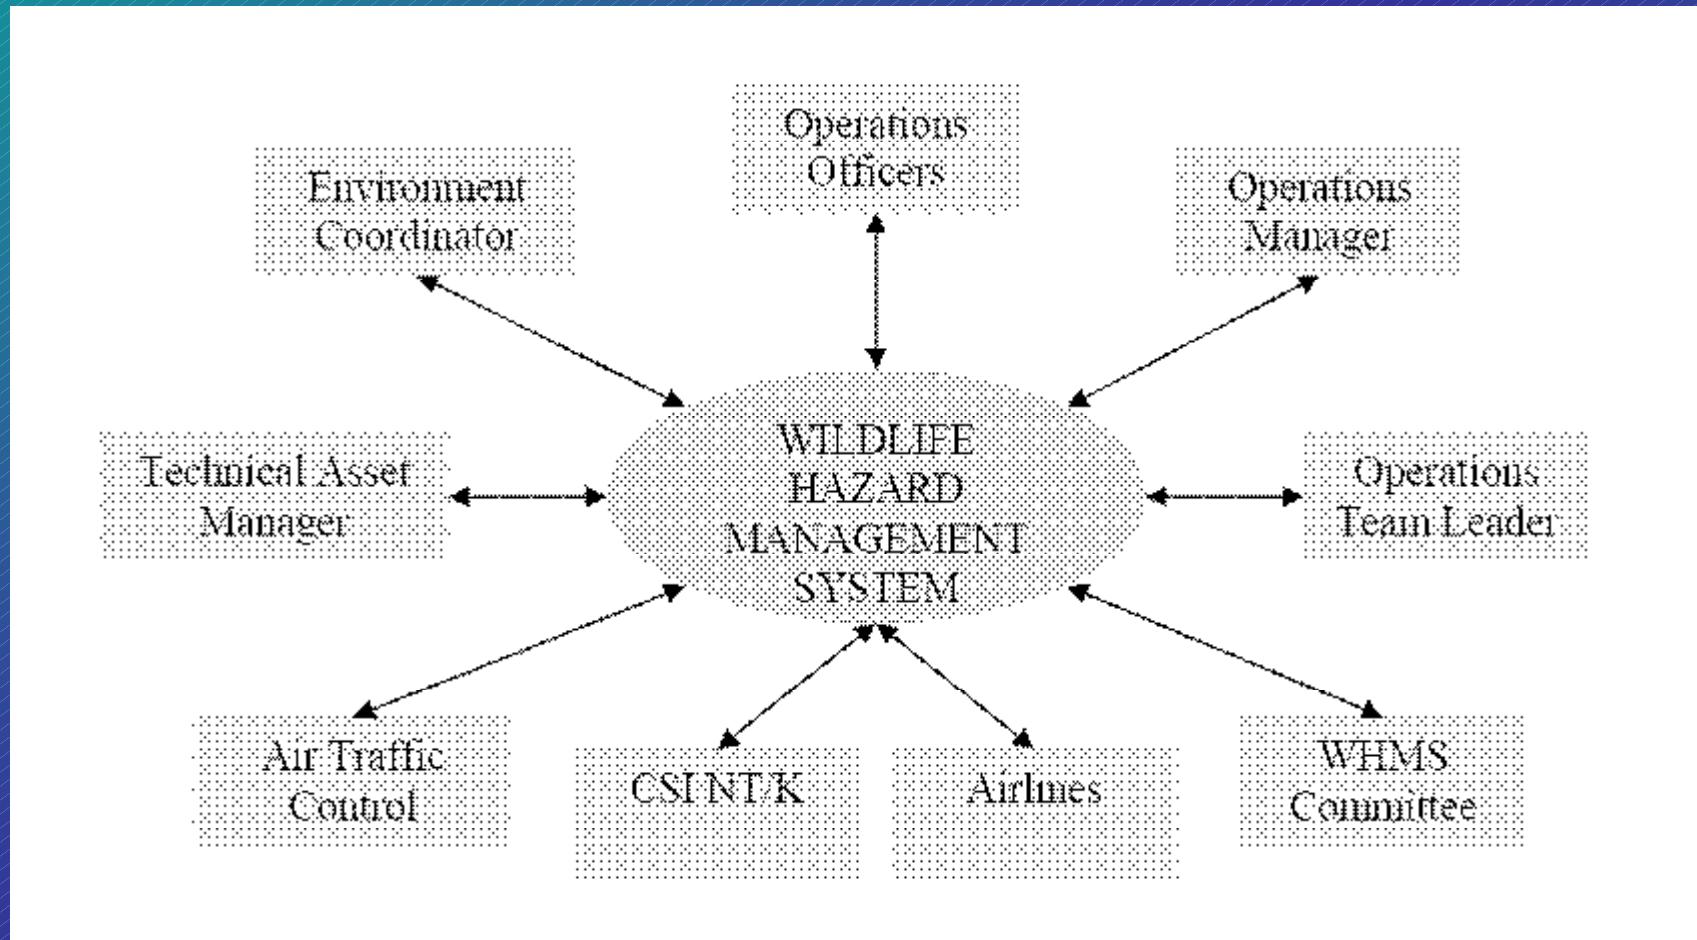 Operations
Officers
Environment
Coordinator
Operations
Manager
WILDLIFE
HAZARD
MANAGEMENT
SYSTEM
Technical Asset
Manager
Operations
Team Leader
Air Traffic
Control
CSI NT/K
Airlines
WHMS
Committee